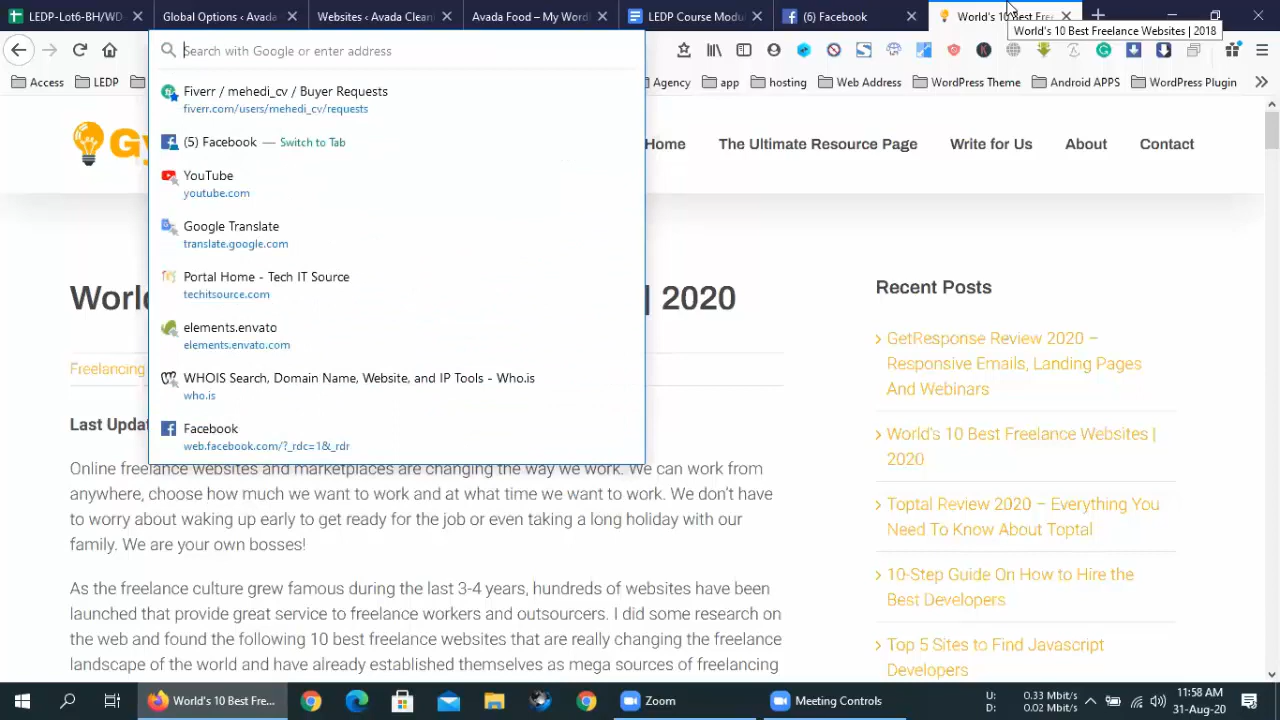 LEDP-Lot6-BH/WD
Global Options ‹ Avada
Websites ‹ Avada Clean
Avada Food – My Word
LEDP Course Modu
(6) Facebook
World's 10 Best Fre
World's 10 Best Freelance Websites | 2018
Search with Google or enter address
Access
LEDP
Agency
app
hosting
Web Address
WordPress Theme
Android APPS
WordPress Plugin
Fiverr / mehedi_cv / Buyer Requests
fiverr.com/users/mehedi_cv/requests
(5) Facebook — Switch to Tab
YouTube
youtube.com
Google Translate
translate.google.com
Portal Home - Tech IT Source
techitsource.com
elements.envato
elements.envato.com
WHOIS Search, Domain Name, Website, and IP Tools - Who.is
who.is
Facebook
web.facebook.com/?_rdc=1&_rdr
Gy
Home
The Ultimate Resource Page
Write for Us
About
Contact
Worl
| 2020
Freelancing
Last Upda
Online freelance websites and marketplaces are changing the way we work. We can work from
anywhere, choose how much we want to work and at what time we want to work. We don't have
to worry about waking up early to get ready for the job or even taking a long holiday with our
family. We are your own bosses!
As the freelance culture grew famous during the last 3-4 years, hundreds of websites have been
launched that provide great service to freelance workers and outsourcers. I did some research on
the web and found the following 10 best freelance websites that are really changing the freelance
landscape of the world and have already established themselves as mega sources of freelancing
Recent Posts
GetResponse Review 2020 –
Responsive Emails, Landing Pages
And Webinars
World's 10 Best Freelance Websites |
2020
Toptal Review 2020 – Everything You
Need To Know About Toptal
10-Step Guide On How to Hire the
Best Developers
Top 5 Sites to Find Javascript
Developers
World's 10 Best Fre...
Zoom
Meeting Controls
U: 0.33 Mbit/s
D: 0.02 Mbit/s
11:58 AM
31-Aug-20